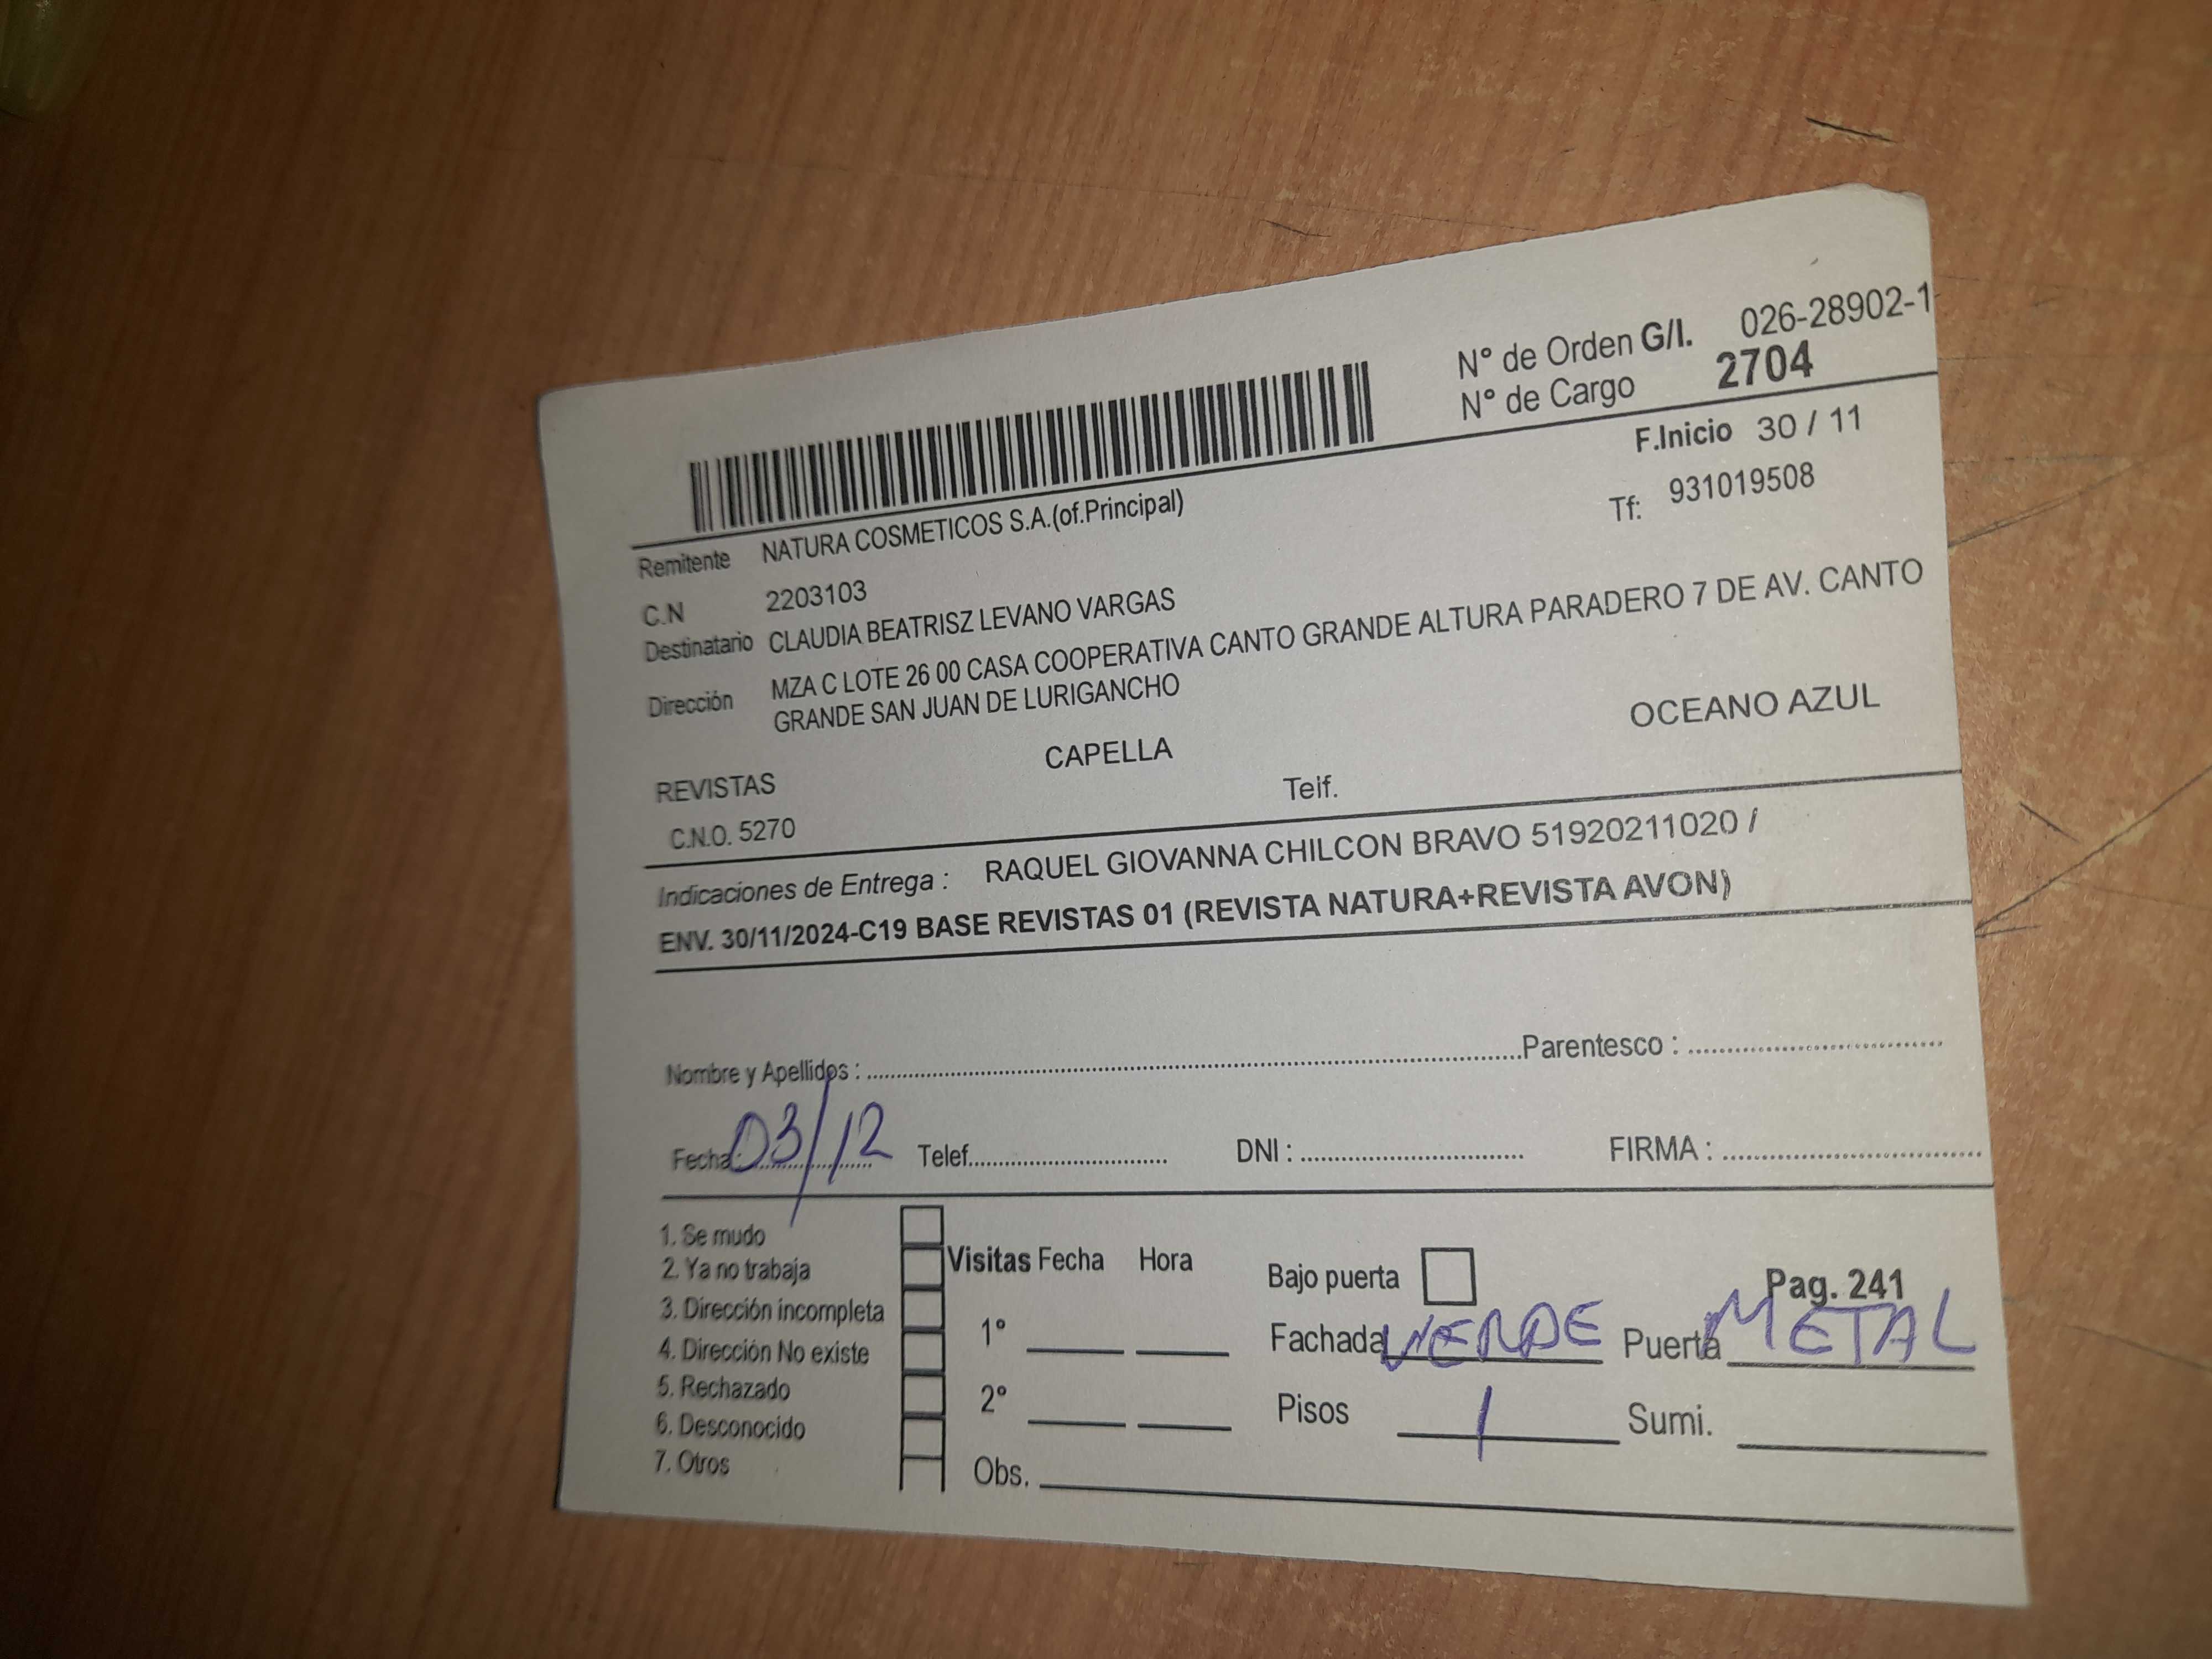 N° de Orden G/I. 026-28902-1
N° de Cargo 2704
F.Inicio 30 / 11
Remitente NATURA COSMETICOS S.A.(of.Principal)
Tf: 931019508
C.N 2203103
Destinatario CLAUDIA BEATRISZ LEVANO VARGAS
Dirección MZA C LOTE 26 00 CASA COOPERATIVA CANTO GRANDE ALTURA PARADERO 7 DE AV. CANTO
GRANDE SAN JUAN DE LURIGANCHO
REVISTAS CAPELLA OCEANO AZUL
C.N.O. 5270 Telf.
Indicaciones de Entrega : RAQUEL GIOVANNA CHILCON BRAVO 51920211020 /
ENV. 30/11/2024-C19 BASE REVISTAS 01 (REVISTA NATURA+REVISTA AVON)
Nombre y Apellidos : Parentesco :
Fecha: 03/12 Telef. DNI : FIRMA :
1. Se mudo
2. Ya no trabaja
3. Dirección incompleta
4. Dirección No existe
5. Rechazado
6. Desconocido
7. Otros
Visitas Fecha Hora
1°
2°
Obs.
Bajo puerta Pag. 241
Fachada VERDE Puerta METAL
Pisos 1 Sumi.